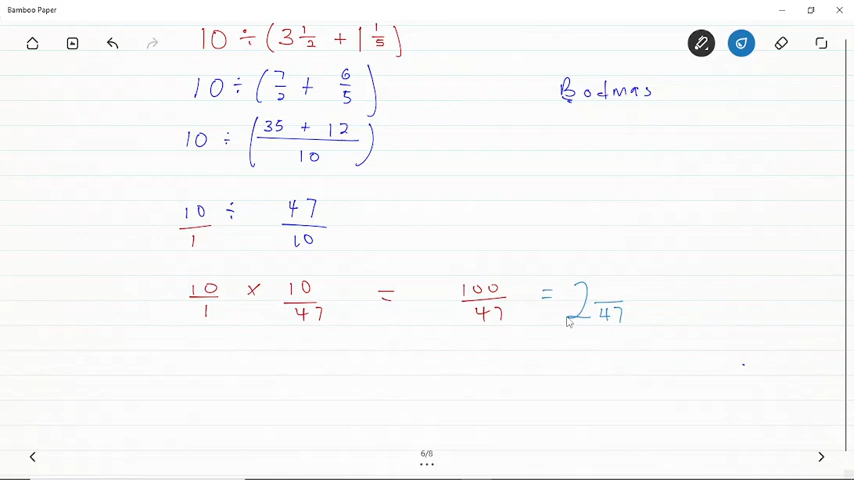 Bamboo Paper
10 ÷ (3 1/2 + 1 1/5)
10 ÷ (7/2 + 6/5)
Bodmas
10 ÷ (35 + 12 / 10)
10/1 ÷ 47/10
10/1 × 10/47 = 100/47 = 2 /47
6/8